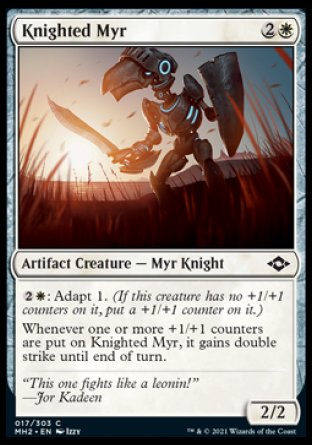 Knighted Myr 2
Artifact Creature — Myr Knight
2: Adapt 1. (If this creature has no +1/+1
counters on it, put a +1/+1 counter on it.)
Whenever one or more +1/+1 counters
are put on Knighted Myr, it gains double
strike until end of turn.
"This one fights like a leonin!"
—Jor Kadeen
2/2
017/303 C
MH2 • EN Izzy
™ & © 2021 Wizards of the Coast